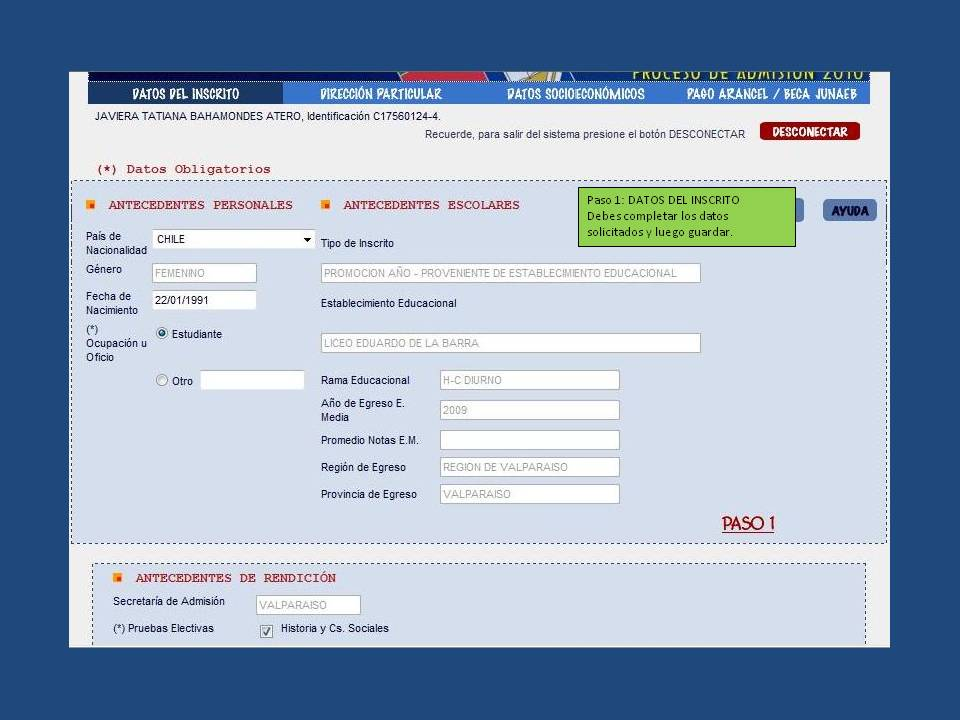 PROCESO DE ADMISIÓN 2010
DATOS DEL INSCRITO
DIRECCIÓN PARTICULAR
DATOS SOCIOECONÓMICOS
PAGO ARANCEL / BECA JUNAEB
JAVIERA TATIANA BAHAMONDES ATERO, Identificación C17560124-4.
Recuerde, para salir del sistema presione el botón DESCONECTAR
DESCONECTAR
(*) Datos Obligatorios
ANTECEDENTES PERSONALES
País de
Nacionalidad
CHILE
Género
FEMENINO
Fecha de
Nacimiento
22/01/1991
(*)
Ocupación u
Oficio
Estudiante
Otro
ANTECEDENTES ESCOLARES
Tipo de Inscrito
PROMOCION AÑO - PROVENIENTE DE ESTABLECIMIENTO EDUCACIONAL
Establecimiento Educacional
LICEO EDUARDO DE LA BARRA
Rama Educacional
H-C DIURNO
Año de Egreso E.
Media
2009
Promedio Notas E.M.
Región de Egreso
REGION DE VALPARAISO
Provincia de Egreso
VALPARAISO
Paso 1: DATOS DEL INSCRITO
Debes completar los datos
solicitados y luego guardar.
AYUDA
PASO 1
ANTECEDENTES DE RENDICIÓN
Secretaría de Admisión
VALPARAISO
(*) Pruebas Electivas
Historia y Cs. Sociales